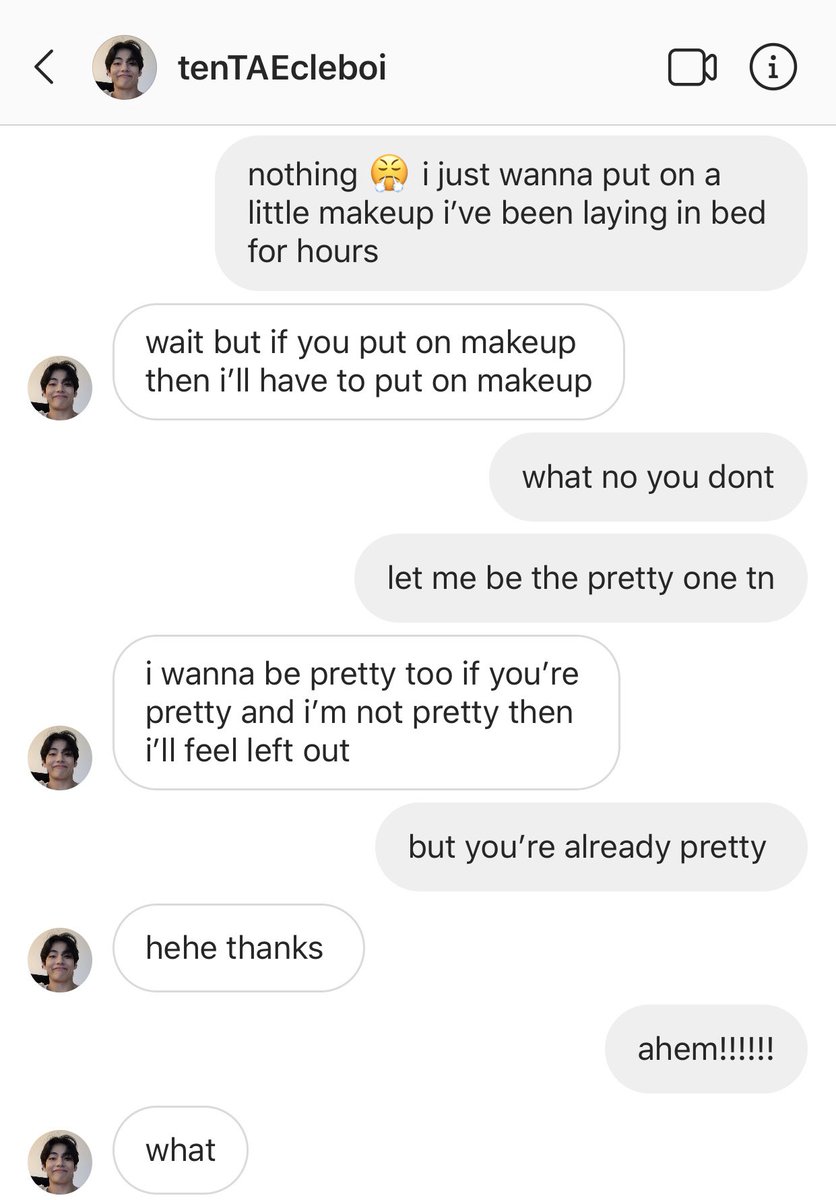 tenTAEcleboi
nothing 😤 i just wanna put on a
little makeup i’ve been laying in bed
for hours
wait but if you put on makeup
then i’ll have to put on makeup
what no you dont
let me be the pretty one tn
i wanna be pretty too if you’re
pretty and i’m not pretty then
i’ll feel left out
but you’re already pretty
hehe thanks
ahem!!!!!!
what